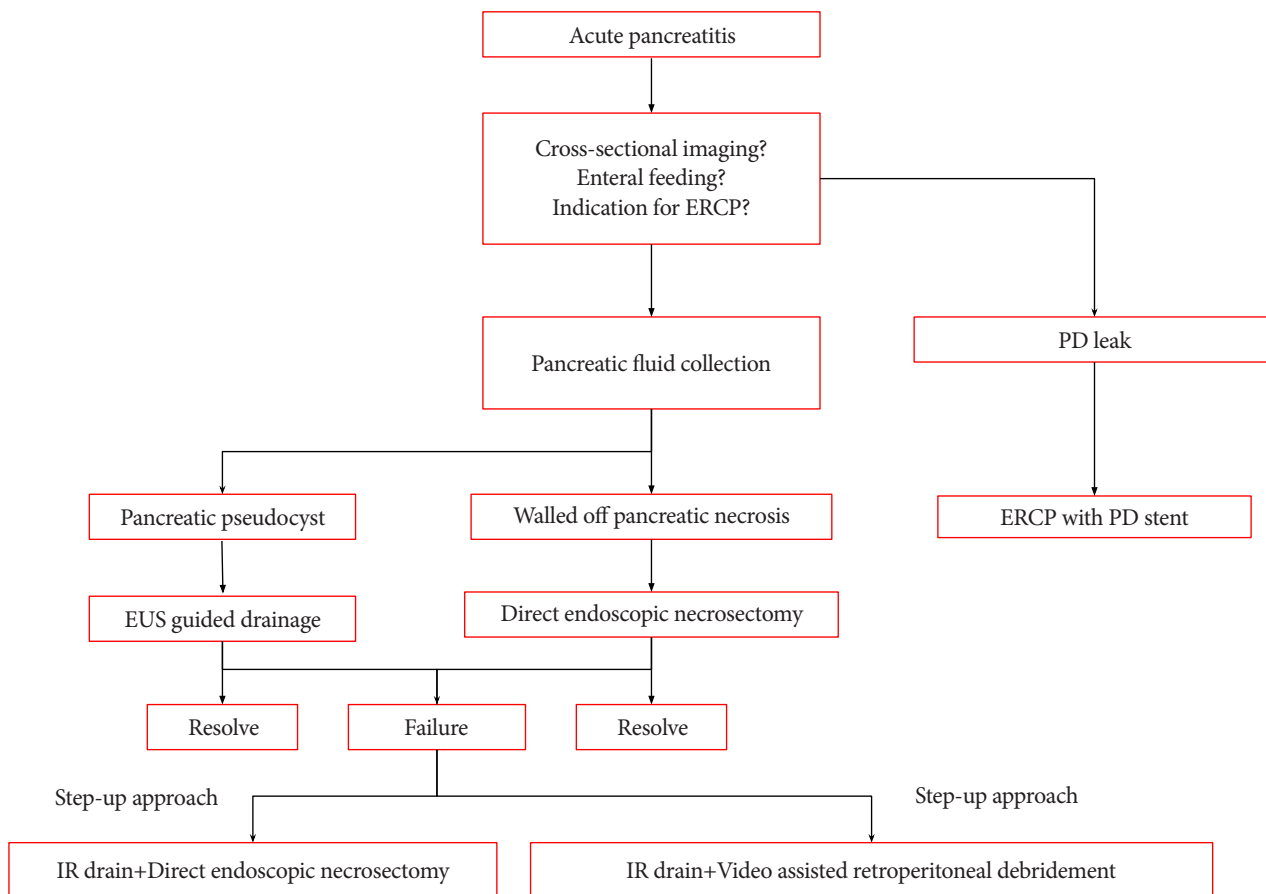 Acute pancreatitis
Cross-sectional imaging?
Enteral feeding?
Indication for ERCP?
Pancreatic fluid collection
PD leak
Pancreatic pseudocyst
Walled off pancreatic necrosis
ERCP with PD stent
EUS guided drainage
Direct endoscopic necrosectomy
Resolve
Failure
Resolve
Step-up approach
Step-up approach
IR drain+Direct endoscopic necrosectomy
IR drain+Video assisted retroperitoneal debridement